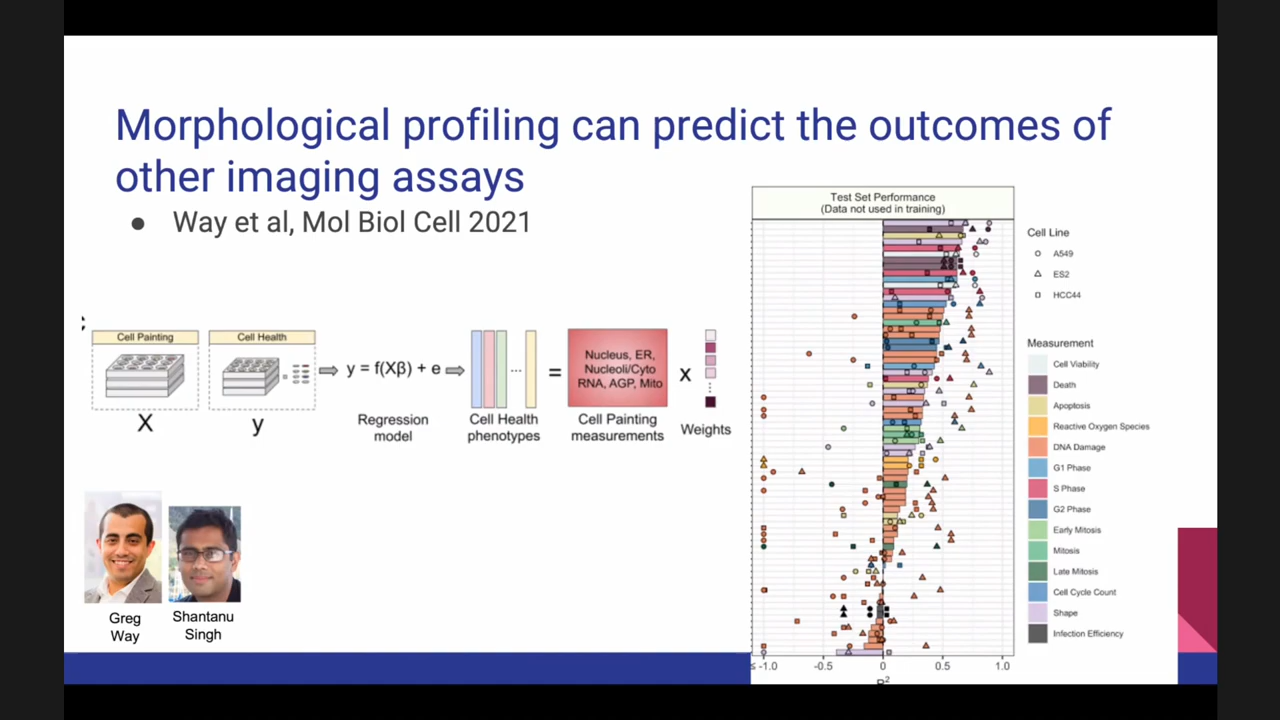 Morphological profiling can predict the outcomes of
other imaging assays
● Way et al, Mol Biol Cell 2021
Cell Painting
Cell Health
X
y
y = f(Xβ) + e
Regression
model
...
Cell Health
phenotypes
=
Nucleus, ER,
Nucleoli/Cyto
RNA, AGP, Mito
Cell Painting
measurements
x
Weights
Greg
Way
Shantanu
Singh
Test Set Performance
(Data not used in training)
≤ -1.0
-0.5
0
0.5
1.0
R²
Cell Line
A549
ES2
HCC44
Measurement
Cell Viability
Death
Apoptosis
Reactive Oxygen Species
DNA Damage
G1 Phase
S Phase
G2 Phase
Early Mitosis
Mitosis
Late Mitosis
Cell Cycle Count
Shape
Infection Efficiency